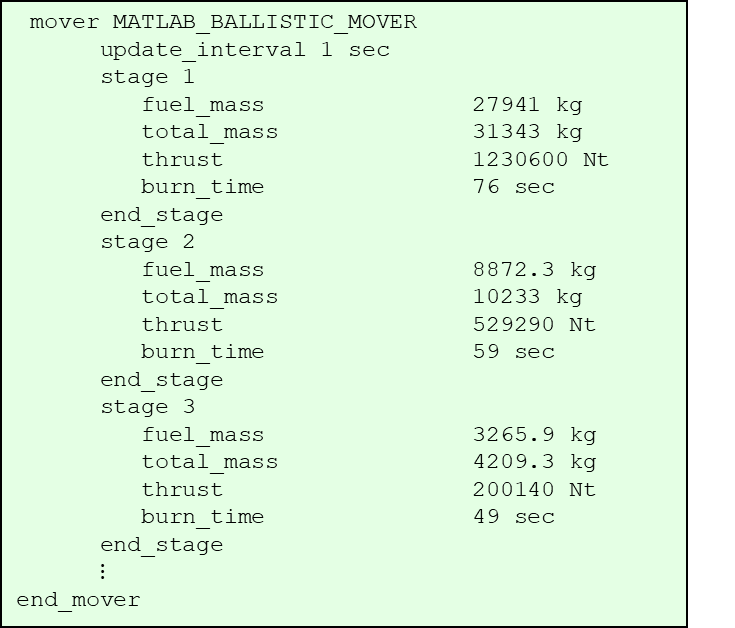 mover MATLAB_BALLISTIC_MOVER
update_interval 1 sec
stage 1
fuel_mass 27941 kg
total_mass 31343 kg
thrust 1230600 Nt
burn_time 76 sec
end_stage
stage 2
fuel_mass 8872.3 kg
total_mass 10233 kg
thrust 529290 Nt
burn_time 59 sec
end_stage
stage 3
fuel_mass 3265.9 kg
total_mass 4209.3 kg
thrust 200140 Nt
burn_time 49 sec
end_stage
⋮
end_mover